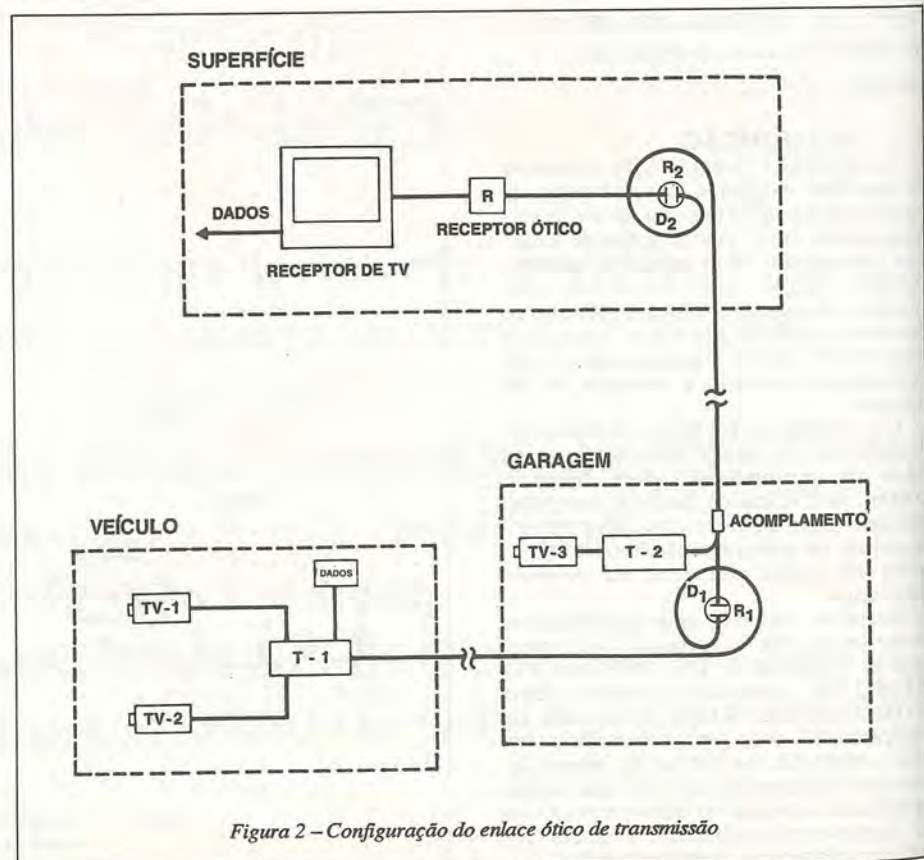 SUPERFÍCIE
DADOS
RECEPTOR DE TV
R
RECEPTOR ÓTICO
R2
D2
GARAGEM
ACOMPLAMENTO
TV-3
T - 2
D1
R1
VEÍCULO
DADOS
TV-1
T - 1
TV-2
Figura 2 – Configuração do enlace ótico de transmissão